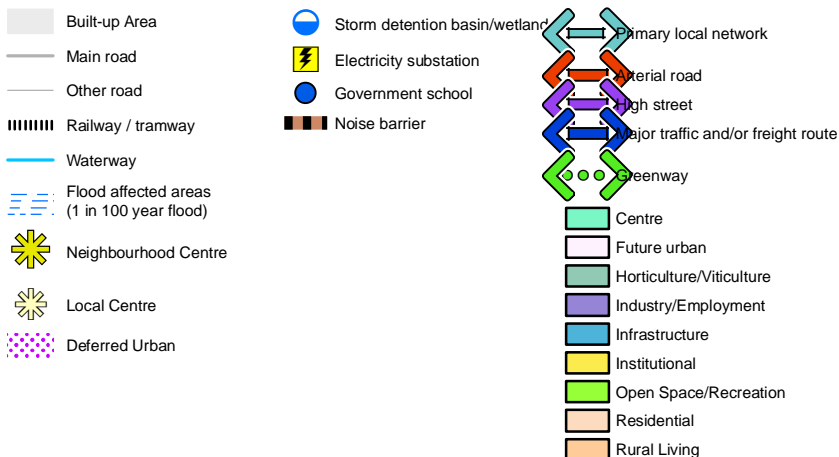 Built-up Area
Main road
Other road
Railway / tramway
Waterway
Flood affected areas
(1 in 100 year flood)
Neighbourhood Centre
Local Centre
Deferred Urban
Storm detention basin/wetland
Electricity substation
Government school
Noise barrier
Primary local network
Arterial road
High street
Major traffic and/or freight route
Greenway
Centre
Future urban
Horticulture/Viticulture
Industry/Employment
Infrastructure
Institutional
Open Space/Recreation
Residential
Rural Living